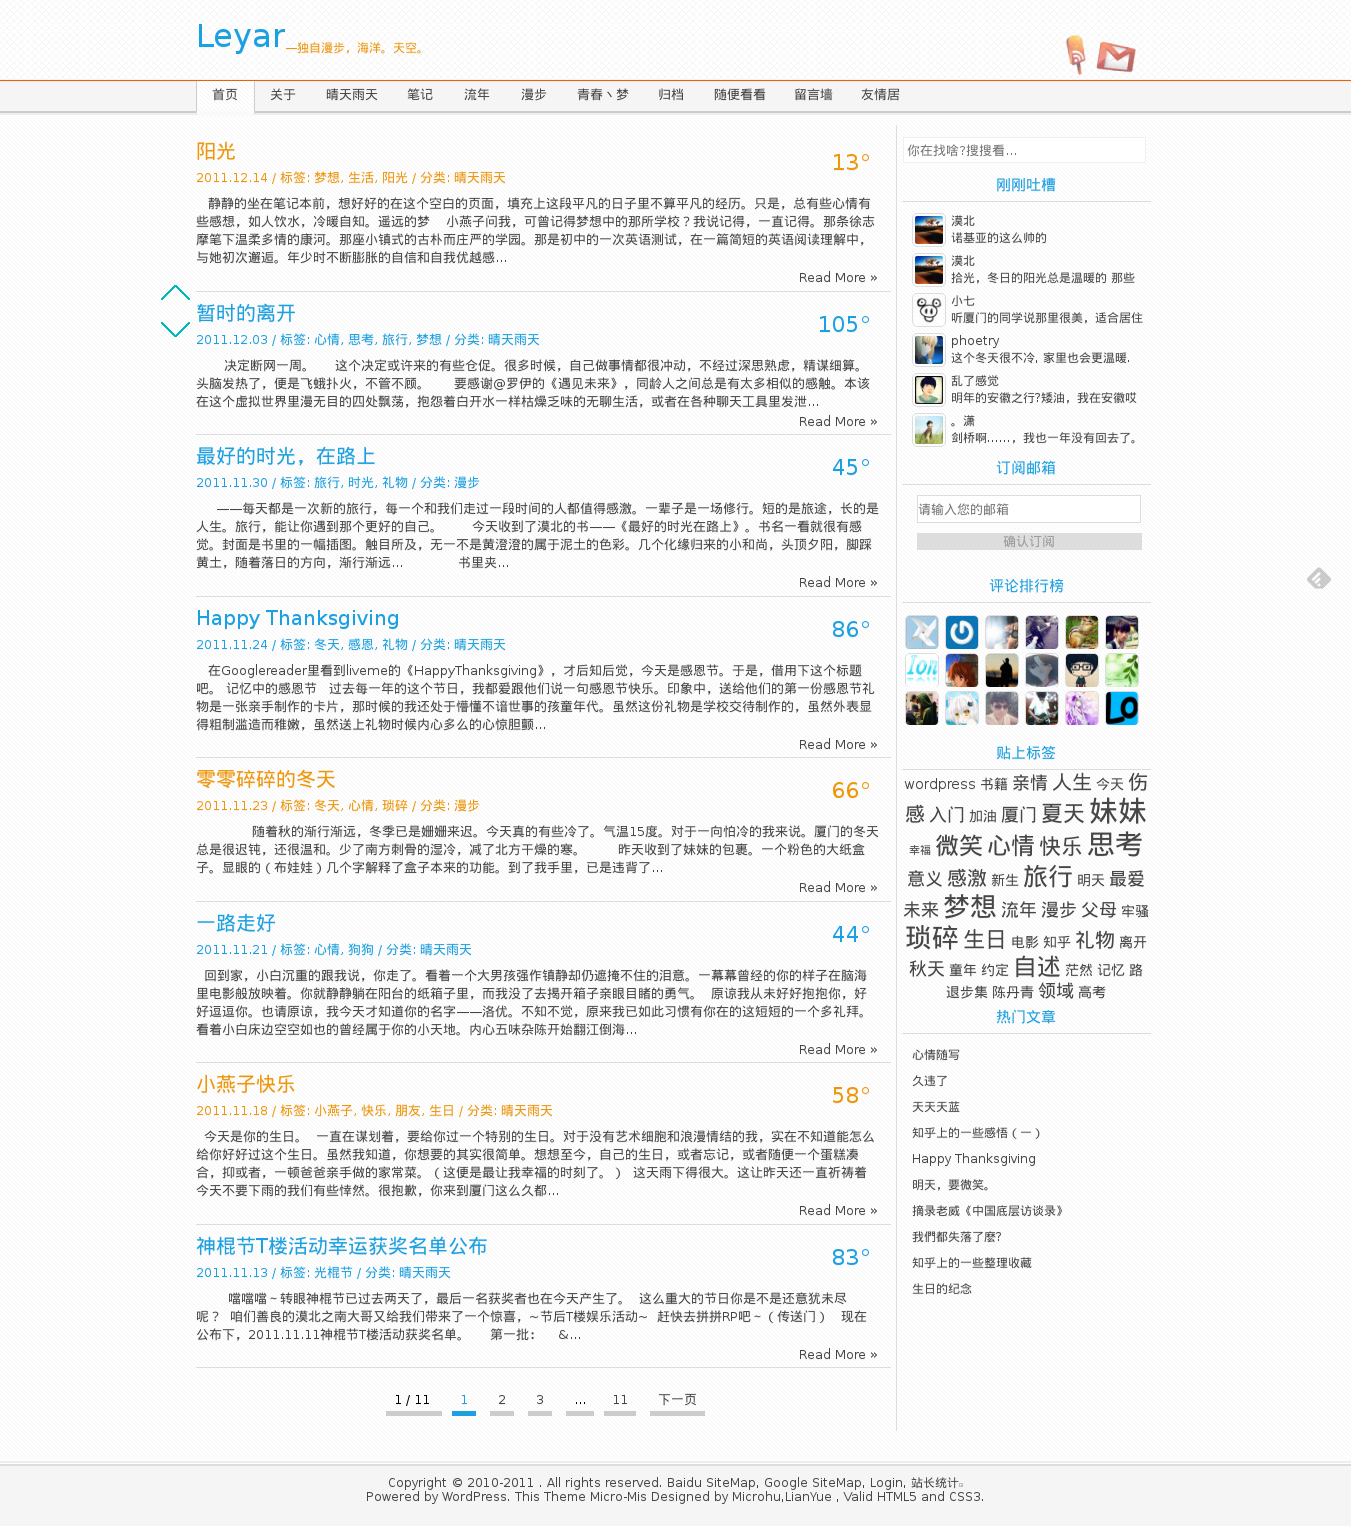 Leyar—独自漫步，海洋。天空。
首页 关于 晴天雨天 笔记 流年 漫步 青春丶梦 归档 随便看看 留言墙 友情居
阳光
13°
2011.12.14 / 标签: 梦想, 生活, 阳光 / 分类: 晴天雨天
静静的坐在笔记本前，想好好的在这个空白的页面，填充上这段平凡的日子里不算平凡的经历。只是，总有些心情有
些感想，如人饮水，冷暖自知。遥远的梦 小燕子问我，可曾记得梦想中的那所学校？我说记得，一直记得。那条徐志
摩笔下温柔多情的康河。那座小镇式的古朴而庄严的学园。那是初中的一次英语测试，在一篇简短的英语阅读理解中，
与她初次邂逅。年少时不断膨胀的自信和自我优越感...
Read More »
暂时的离开
105°
2011.12.03 / 标签: 心情, 思考, 旅行, 梦想 / 分类: 晴天雨天
决定断网一周。 这个决定或许来的有些仓促。很多时候，自己做事情都很冲动，不经过深思熟虑，精谋细算。
头脑发热了，便是飞蛾扑火，不管不顾。 要感谢@罗伊的《遇见未来》，同龄人之间总是有太多相似的感触。本该
在这个虚拟世界里漫无目的四处飘荡，抱怨着白开水一样枯燥乏味的无聊生活，或者在各种聊天工具里发泄...
Read More »
最好的时光，在路上
45°
2011.11.30 / 标签: 旅行, 时光, 礼物 / 分类: 漫步
——每天都是一次新的旅行，每一个和我们走过一段时间的人都值得感激。一辈子是一场修行。短的是旅途，长的是
人生。旅行，能让你遇到那个更好的自己。 今天收到了漠北的书——《最好的时光在路上》。书名一看就很有感
觉。封面是书里的一幅插图。触目所及，无一不是黄澄澄的属于泥土的色彩。几个化缘归来的小和尚，头顶夕阳，脚踩
黄土，随着落日的方向，渐行渐远... 书里夹...
Read More »
Happy Thanksgiving
86°
2011.11.24 / 标签: 冬天, 感恩, 礼物 / 分类: 晴天雨天
在Googlereader里看到liveme的《HappyThanksgiving》，才后知后觉，今天是感恩节。于是，借用下这个标题
吧。 记忆中的感恩节 过去每一年的这个节日，我都爱跟他们说一句感恩节快乐。印象中，送给他们的第一份感恩节礼
物是一张亲手制作的卡片，那时候的我还处于懵懂不谙世事的孩童年代。虽然这份礼物是学校交待制作的，虽然外表显
得粗制滥造而稚嫩，虽然送上礼物时候内心多么的心惊胆颤...
Read More »
零零碎碎的冬天
66°
2011.11.23 / 标签: 冬天, 心情, 琐碎 / 分类: 漫步
随着秋的渐行渐远，冬季已是姗姗来迟。今天真的有些冷了。气温15度。对于一向怕冷的我来说。厦门的冬天
总是很迟钝，还很温和。少了南方刺骨的湿冷，减了北方干燥的寒。 昨天收到了妹妹的包裹。一个粉色的大纸盒
子。显眼的（布娃娃）几个字解释了盒子本来的功能。到了我手里，已是违背了...
Read More »
一路走好
44°
2011.11.21 / 标签: 心情, 狗狗 / 分类: 晴天雨天
回到家，小白沉重的跟我说，你走了。看着一个大男孩强作镇静却仍遮掩不住的泪意。一幕幕曾经的你的样子在脑海
里电影般放映着。你就静静躺在阳台的纸箱子里，而我没了去揭开箱子亲眼目睹的勇气。 原谅我从未好好抱抱你，好
好逗逗你。也请原谅，我今天才知道你的名字——洛优。不知不觉，原来我已如此习惯有你在的这短短的一个多礼拜。
看着小白床边空空如也的曾经属于你的小天地。内心五味杂陈开始翻江倒海...
Read More »
小燕子快乐
58°
2011.11.18 / 标签: 小燕子, 快乐, 朋友, 生日 / 分类: 晴天雨天
今天是你的生日。 一直在谋划着，要给你过一个特别的生日。对于没有艺术细胞和浪漫情结的我，实在不知道能怎么
给你好好过这个生日。虽然我知道，你想要的其实很简单。想想至今，自己的生日，或者忘记，或者随便一个蛋糕凑
合，抑或者，一顿爸爸亲手做的家常菜。（这便是最让我幸福的时刻了。） 这天雨下得很大。这让昨天还一直祈祷着
今天不要下雨的我们有些悻然。很抱歉，你来到厦门这么久都...
Read More »
神棍节T楼活动幸运获奖名单公布
83°
2011.11.13 / 标签: 光棍节 / 分类: 晴天雨天
噹噹噹～转眼神棍节已过去两天了，最后一名获奖者也在今天产生了。 这么重大的节日你是不是还意犹未尽
呢？ 咱们善良的漠北之南大哥又给我们带来了一个惊喜，~节后T楼娱乐活动~ 赶快去拼拼RP吧～（传送门） 现在
公布下，2011.11.11神棍节T楼活动获奖名单。 第一批: &...
Read More »
1 / 11 1 2 3 ... 11 下一页
你在找啥?搜搜看...
刚刚吐槽
漠北
诺基亚的这么帅的
漠北
拾光，冬日的阳光总是温暖的 那些
小七
听厦门的同学说那里很美，适合居住
phoetry
这个冬天很不冷, 家里也会更温暖.
乱了感觉
明年的安徽之行?矮油，我在安徽哎
。潇
剑桥啊……，我也一年没有回去了。
订阅邮箱
请输入您的邮箱
确认订阅
评论排行榜
贴上标签
wordpress 书籍 亲情 人生 今天 伤
感 入门 加油 厦门 夏天 妹妹
幸福 微笑 心情 快乐 思考
意义 感激 新生 旅行 明天 最爱
未来 梦想 流年 漫步 父母 牢骚
琐碎 生日 电影 知乎 礼物 离开
秋天 童年 约定 自述 茫然 记忆 路
退步集 陈丹青 领域 高考
热门文章
心情随写
久违了
天天天蓝
知乎上的一些感悟（一）
Happy Thanksgiving
明天，要微笑。
摘录老威《中国底层访谈录》
我們都失落了麽?
知乎上的一些整理收藏
生日的纪念
Copyright © 2010-2011 . All rights reserved. Baidu SiteMap, Google SiteMap, Login, 站长统计。
Powered by WordPress. This Theme Micro-Mis Designed by Microhu,LianYue , Valid HTML5 and CSS3.